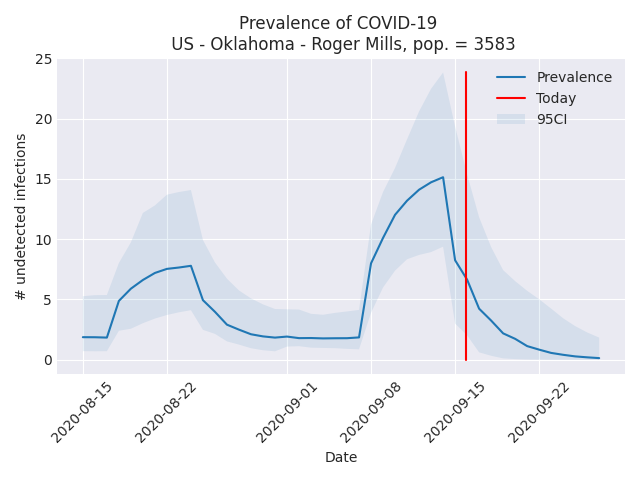 Prevalence of COVID-19
US - Oklahoma - Roger Mills, pop. = 3583
25
20
15
10
5
0
# undetected infections
Prevalence
Today
95CI
2020-08-15
2020-08-22
2020-09-01
2020-09-08
2020-09-15
2020-09-22
Date